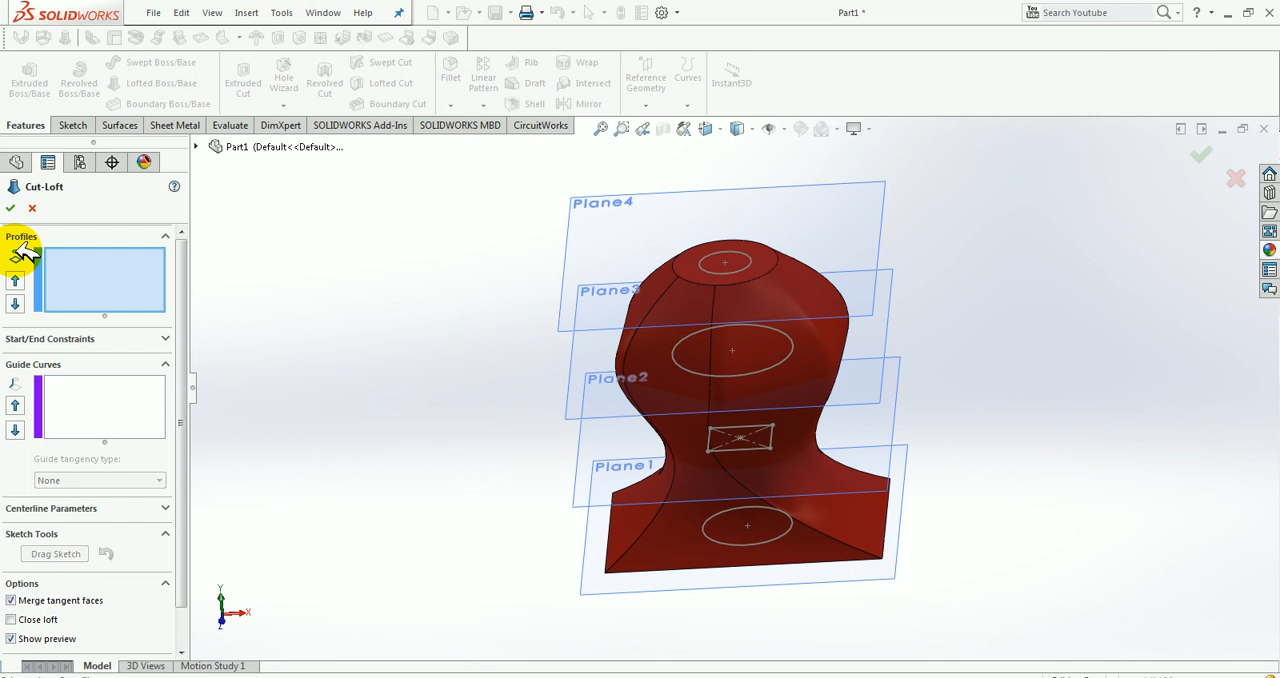 SOLIDWORKS File Edit View Insert Tools Window Help Part1 * Search Youtube
Extruded Boss/Base
Revolved Boss/Base
Swept Boss/Base
Lofted Boss/Base
Boundary Boss/Base
Extruded Cut
Hole Wizard
Revolved Cut
Swept Cut
Lofted Cut
Boundary Cut
Fillet
Linear Pattern
Rib
Draft
Shell
Wrap
Intersect
Mirror
Reference Geometry
Curves
Instant3D
Features Sketch Surfaces Sheet Metal Evaluate DimXpert SOLIDWORKS Add-Ins SOLIDWORKS MBD CircuitWorks
Part1 (Default<<Default>...
Cut-Loft
Profiles
Start/End Constraints
Guide Curves
Guide tangency type:
None
Centerline Parameters
Sketch Tools
Drag Sketch
Options
Merge tangent faces
Close loft
Show preview
Plane4
Plane3
Plane2
Plane1
Y
X
Z
Model 3D Views Motion Study 1